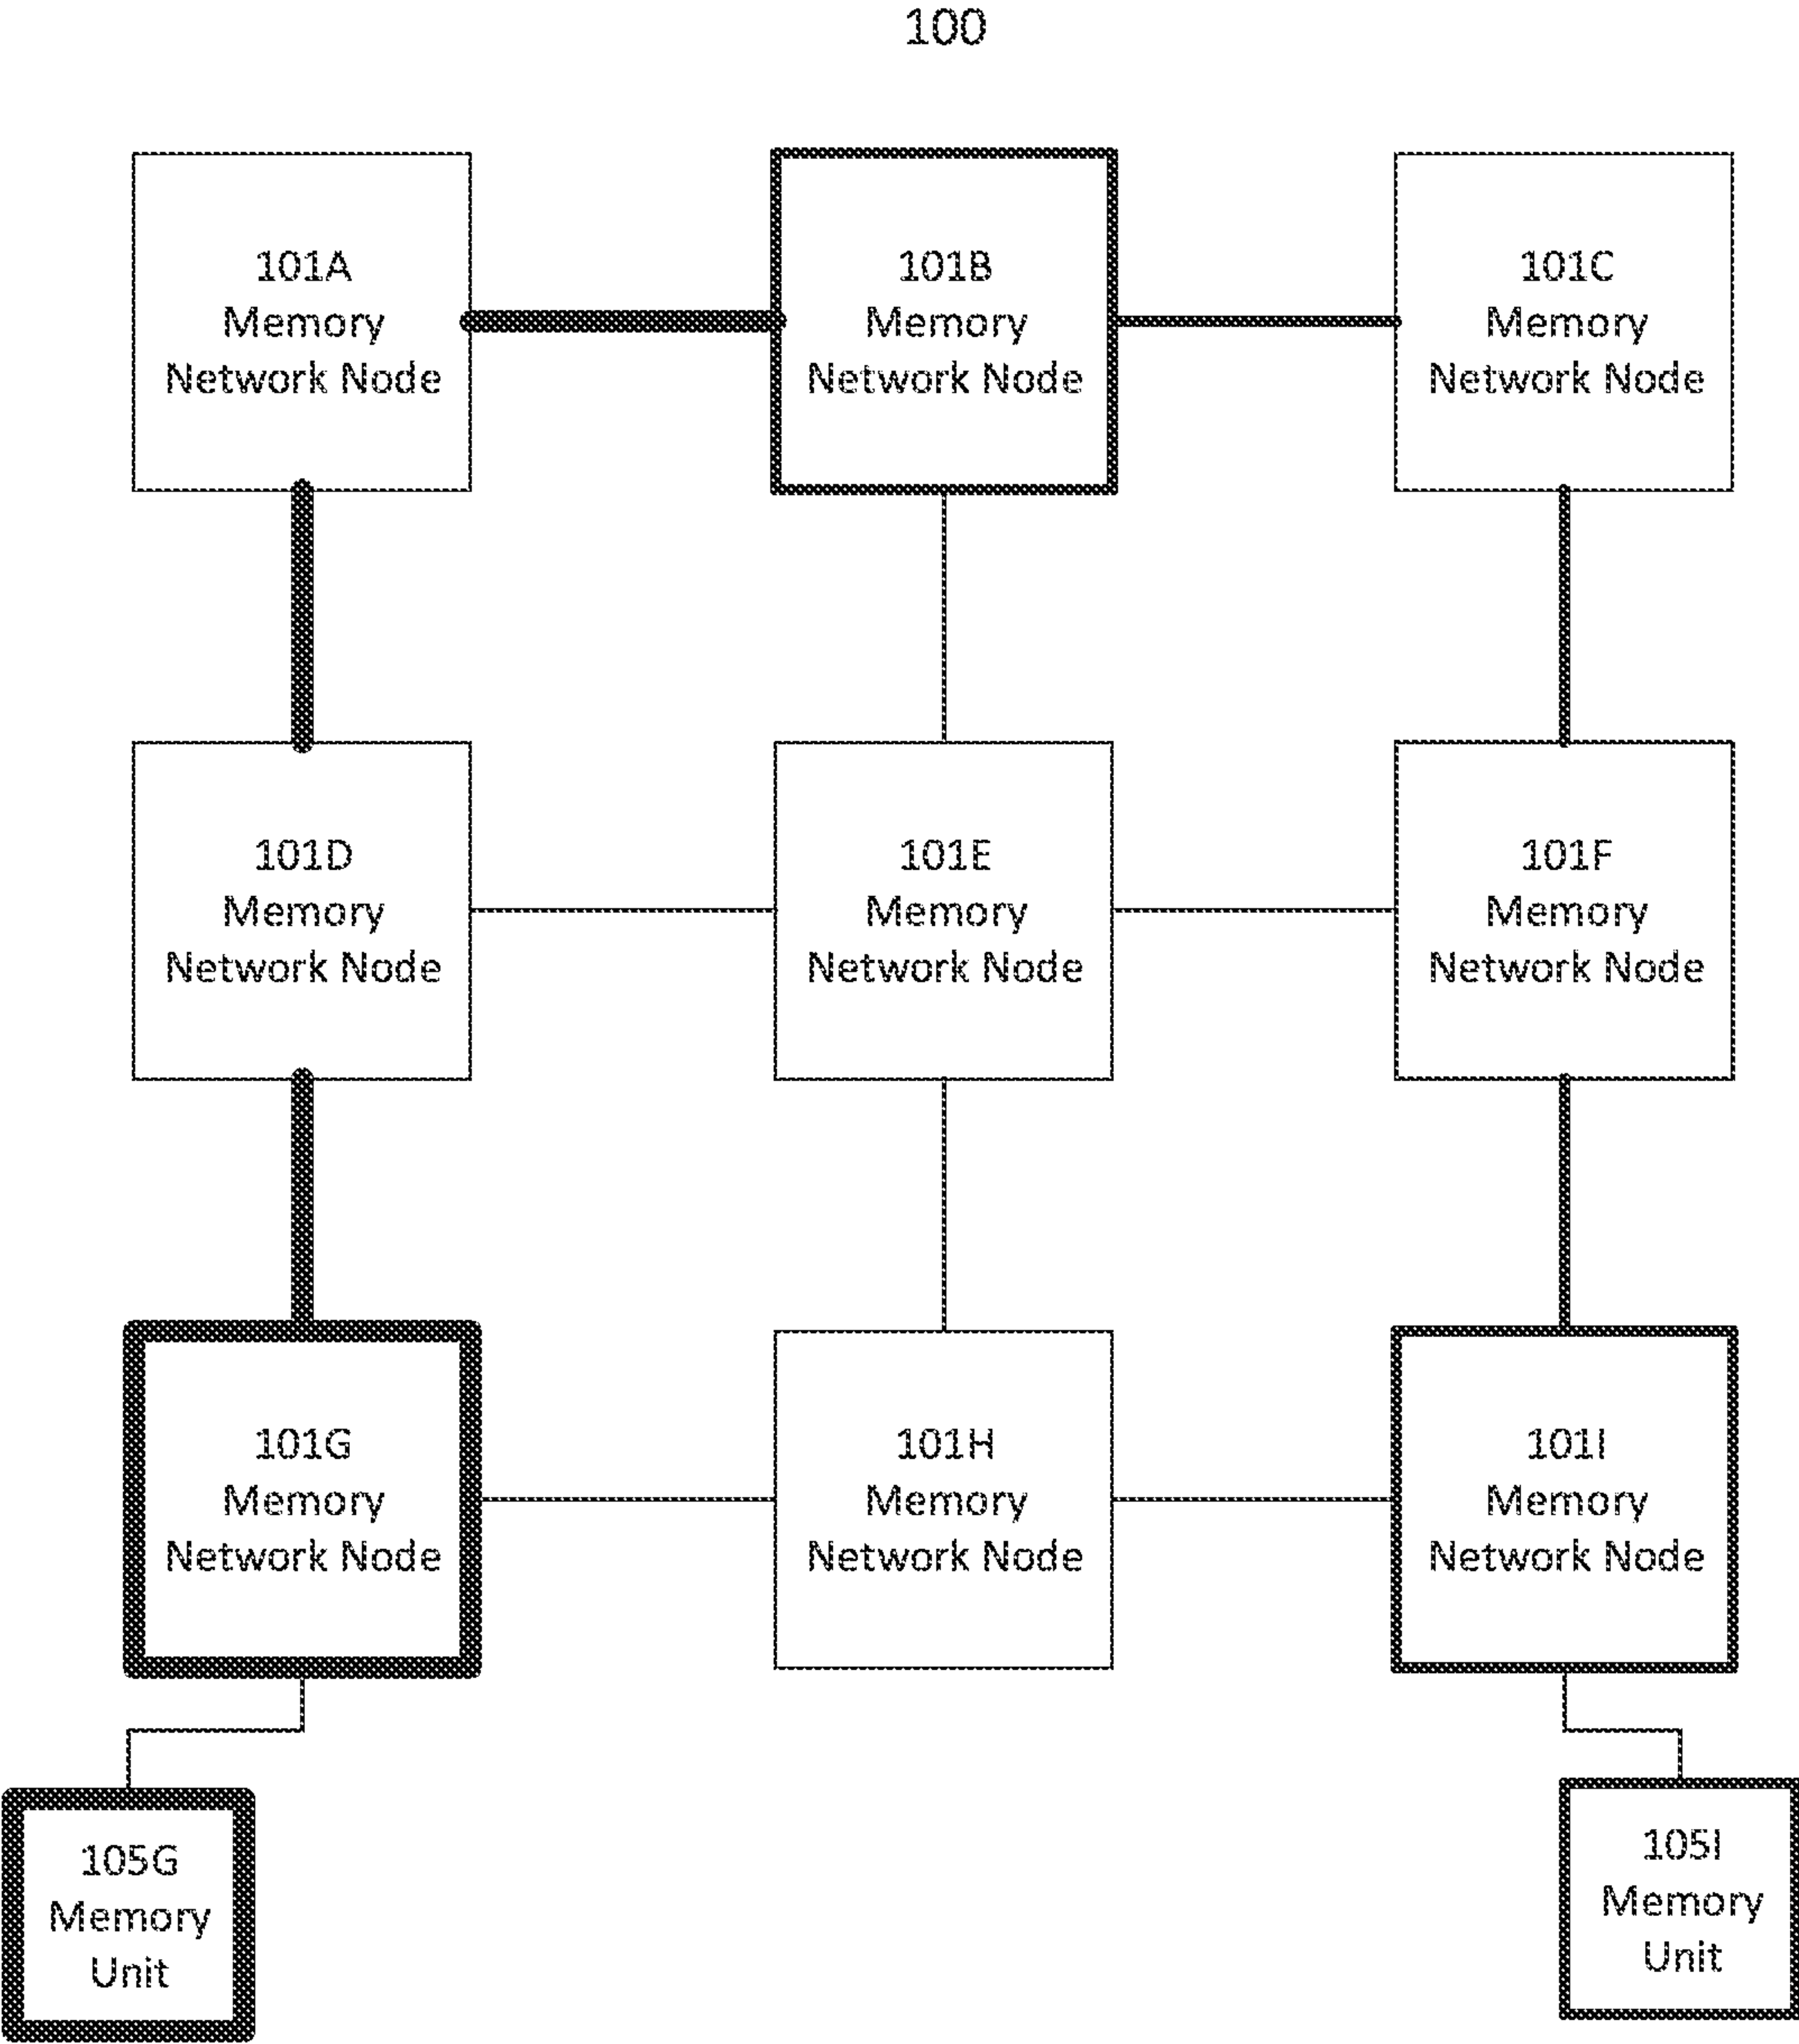 100
101A
Memory
Network Node
101B
Memory
Network Node
101C
Memory
Network Node
101D
Memory
Network Node
101E
Memory
Network Node
101F
Memory
Network Node
101G
Memory
Network Node
101H
Memory
Network Node
101I
Memory
Network Node
105G
Memory
Unit
105I
Memory
Unit